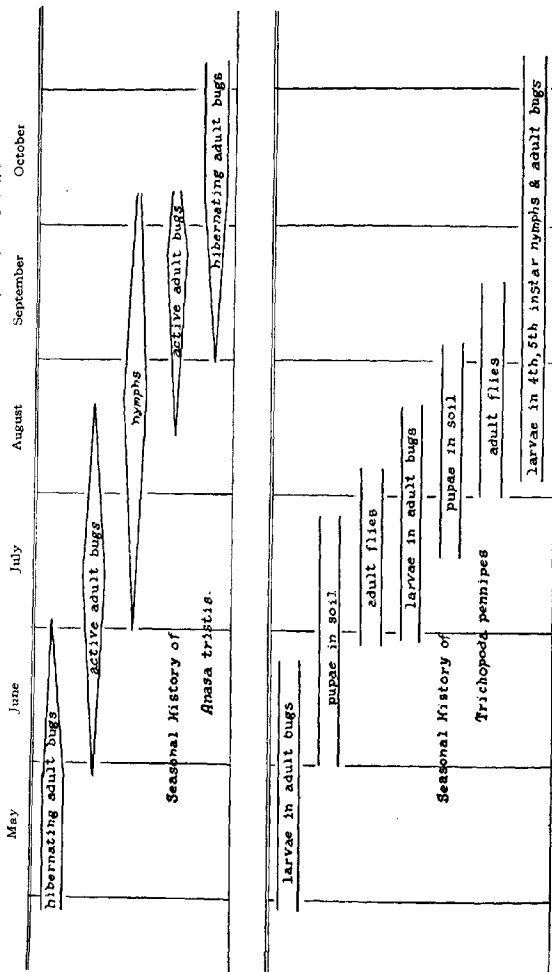 May
June
July
August
September
October
hibernating adult bugs
active adult bugs
nymphs
active adult bugs
hibernating adult bugs
Seasonal History of
Anasa tristis.
larvae in adult bugs
pupae in soil
adult flies
larvae in adult bugs
pupae in soil
adult flies
larvae in 4th, 5th instar nymphs & adult bugs
Seasonal History of
Trichopoda pennipes